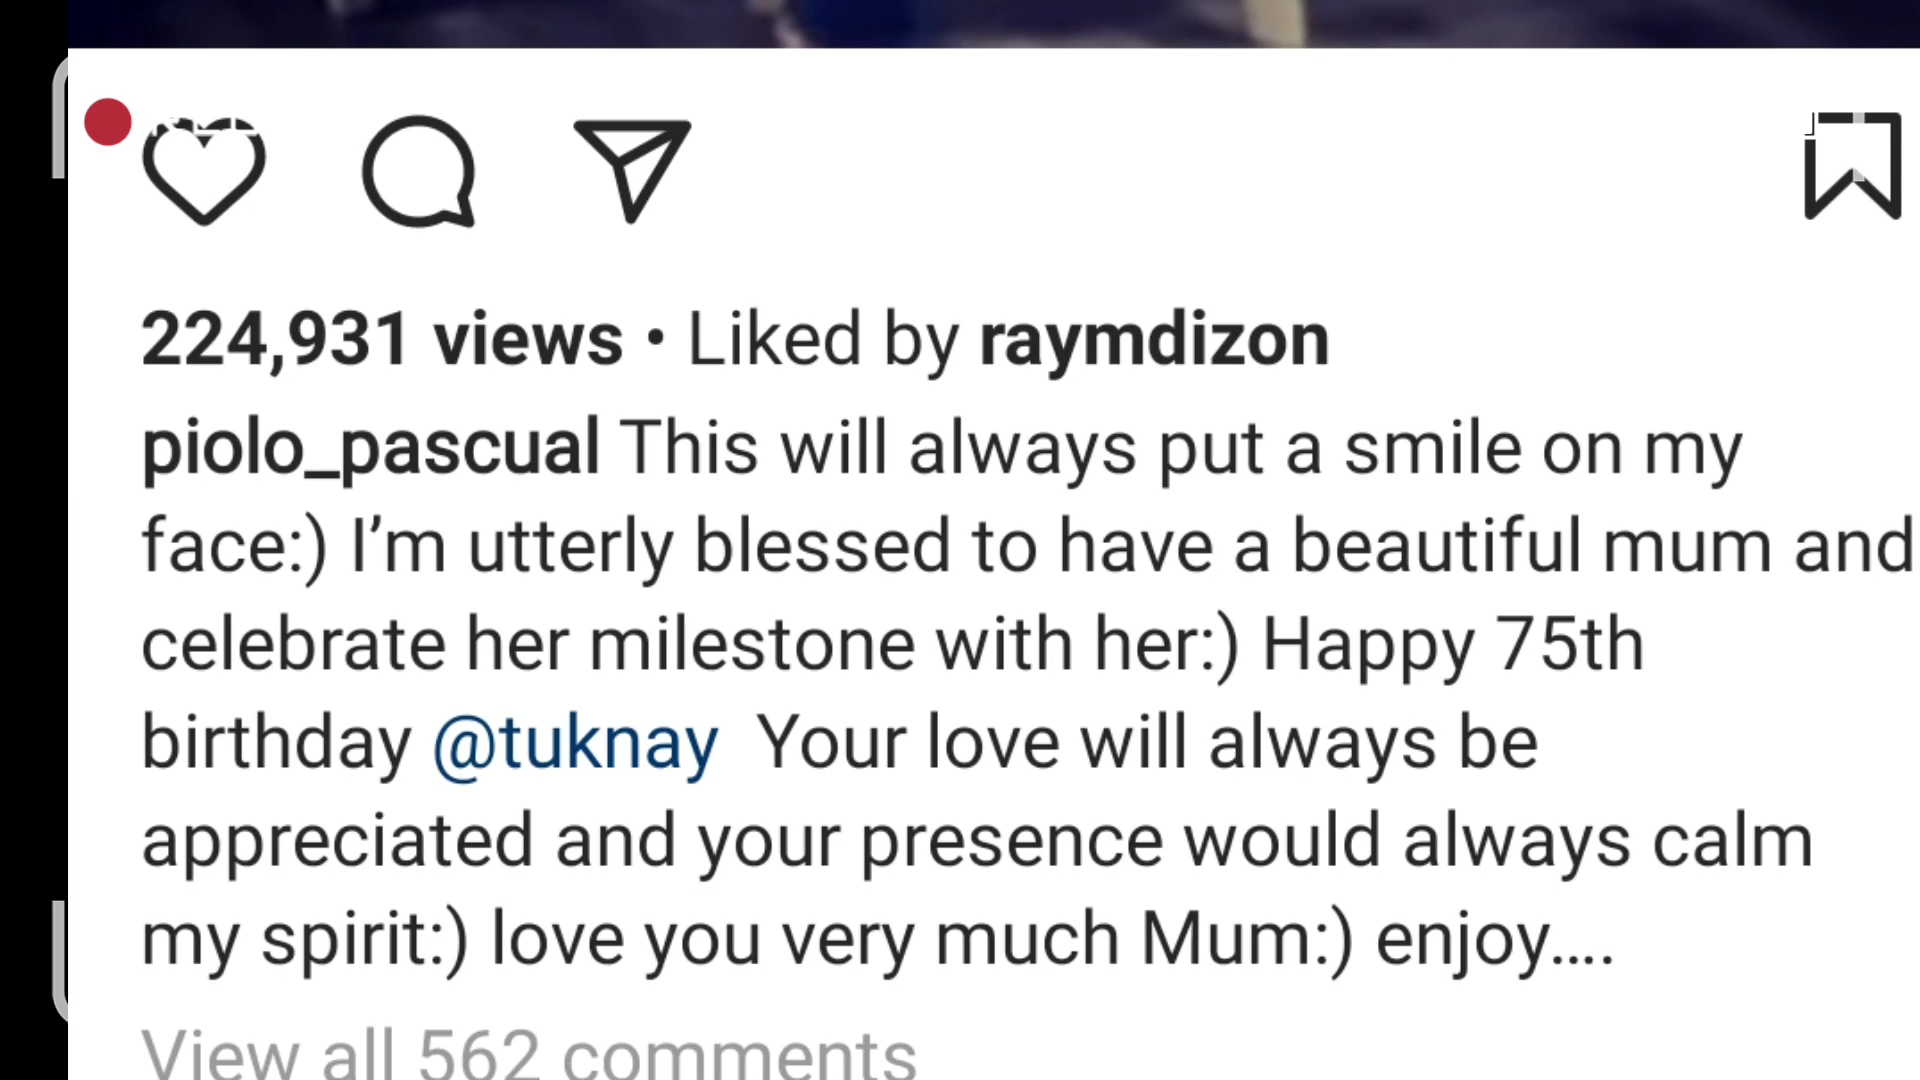 224,931 views • Liked by raymdizon
piolo_pascual This will always put a smile on my
face:) I’m utterly blessed to have a beautiful mum and
celebrate her milestone with her:) Happy 75th
birthday @tuknay Your love will always be
appreciated and your presence would always calm
my spirit:) love you very much Mum:) enjoy....
View all 562 comments